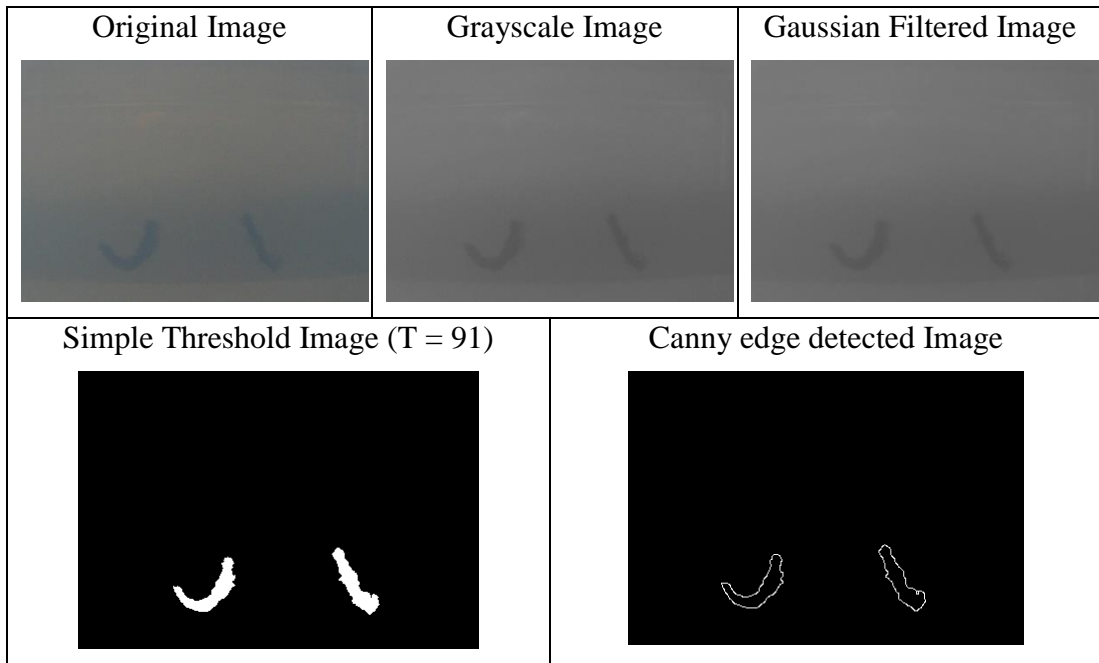 Original Image
Grayscale Image
Gaussian Filtered Image
Simple Threshold Image (T = 91)
Canny edge detected Image